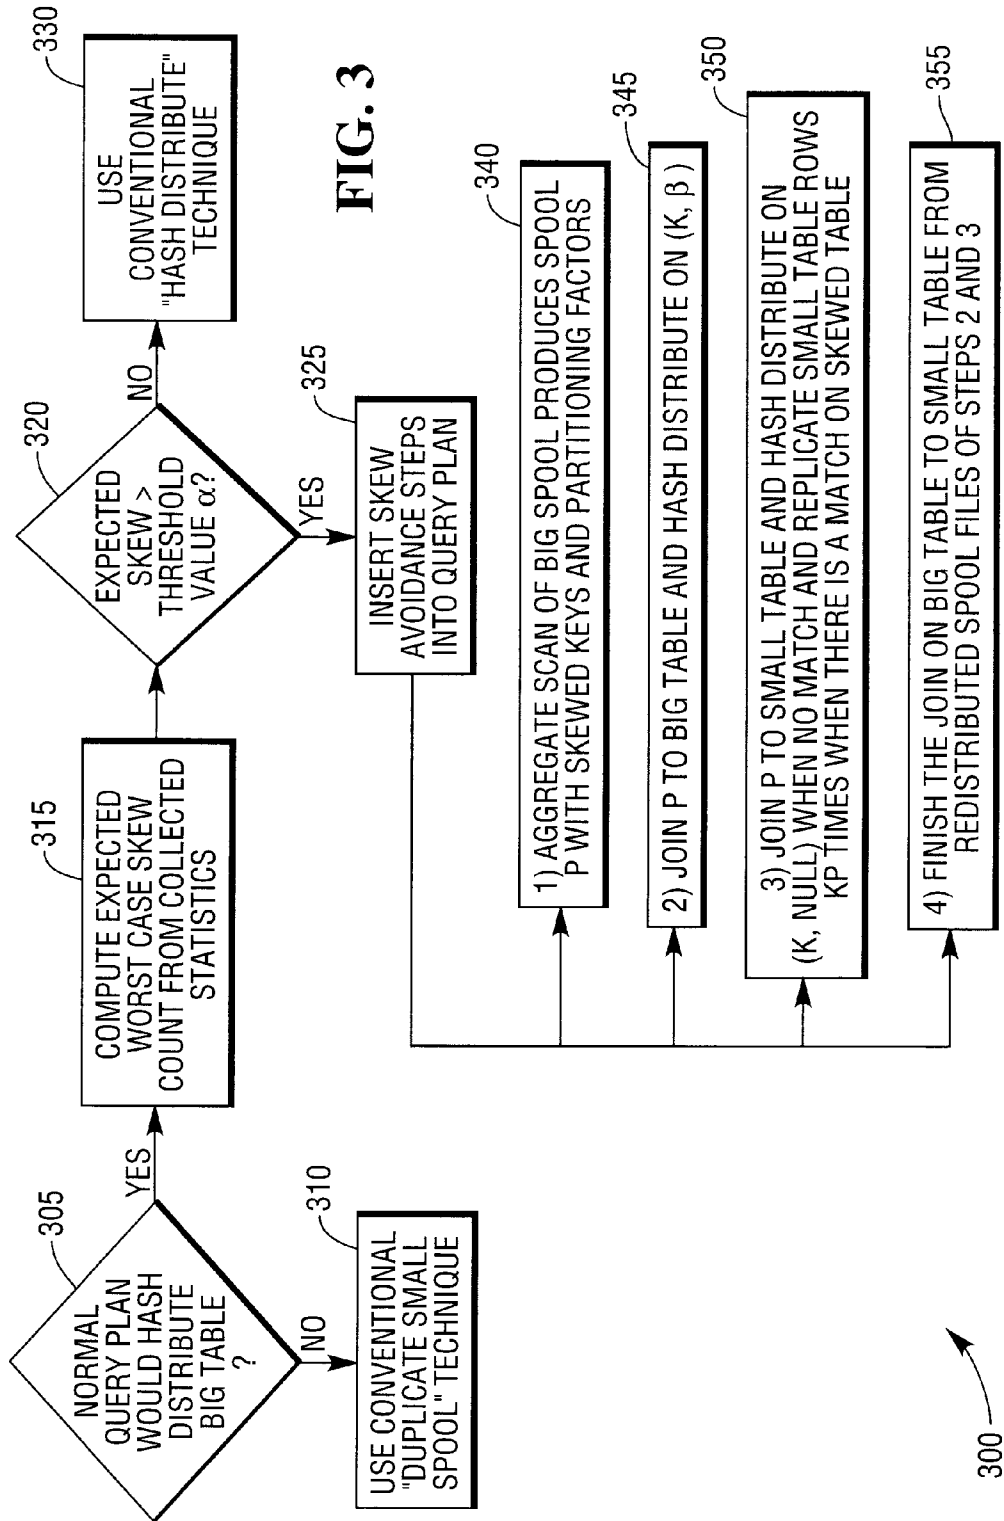 305
NORMAL
QUERY PLAN
WOULD HASH
DISTRIBUTE
BIG TABLE
?
YES
NO
310
USE CONVENTIONAL
"DUPLICATE SMALL
SPOOL" TECHNIQUE
315
COMPUTE EXPECTED
WORST CASE SKEW
COUNT FROM COLLECTED
STATISTICS
320
EXPECTED
SKEW >
THRESHOLD
VALUE α?
NO
YES
330
USE
CONVENTIONAL
"HASH DISTRIBUTE"
TECHNIQUE
325
INSERT SKEW
AVOIDANCE STEPS
INTO QUERY PLAN
FIG. 3
340
1) AGGREGATE SCAN OF BIG SPOOL PRODUCES SPOOL
P WITH SKEWED KEYS AND PARTITIONING FACTORS
345
2) JOIN P TO BIG TABLE AND HASH DISTRIBUTE ON (K, β )
350
3) JOIN P TO SMALL TABLE AND HASH DISTRIBUTE ON
(K, NULL) WHEN NO MATCH AND REPLICATE SMALL TABLE ROWS
KP TIMES WHEN THERE IS A MATCH ON SKEWED TABLE
355
4) FINISH THE JOIN ON BIG TABLE TO SMALL TABLE FROM
REDISTRIBUTED SPOOL FILES OF STEPS 2 AND 3
300